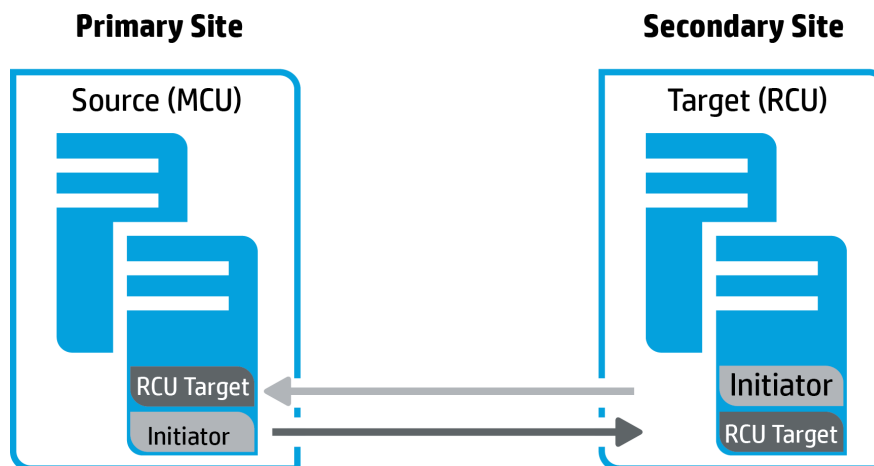 Primary Site
Secondary Site
Source (MCU)
Target (RCU)
RCU Target
Initiator
Initiator
RCU Target